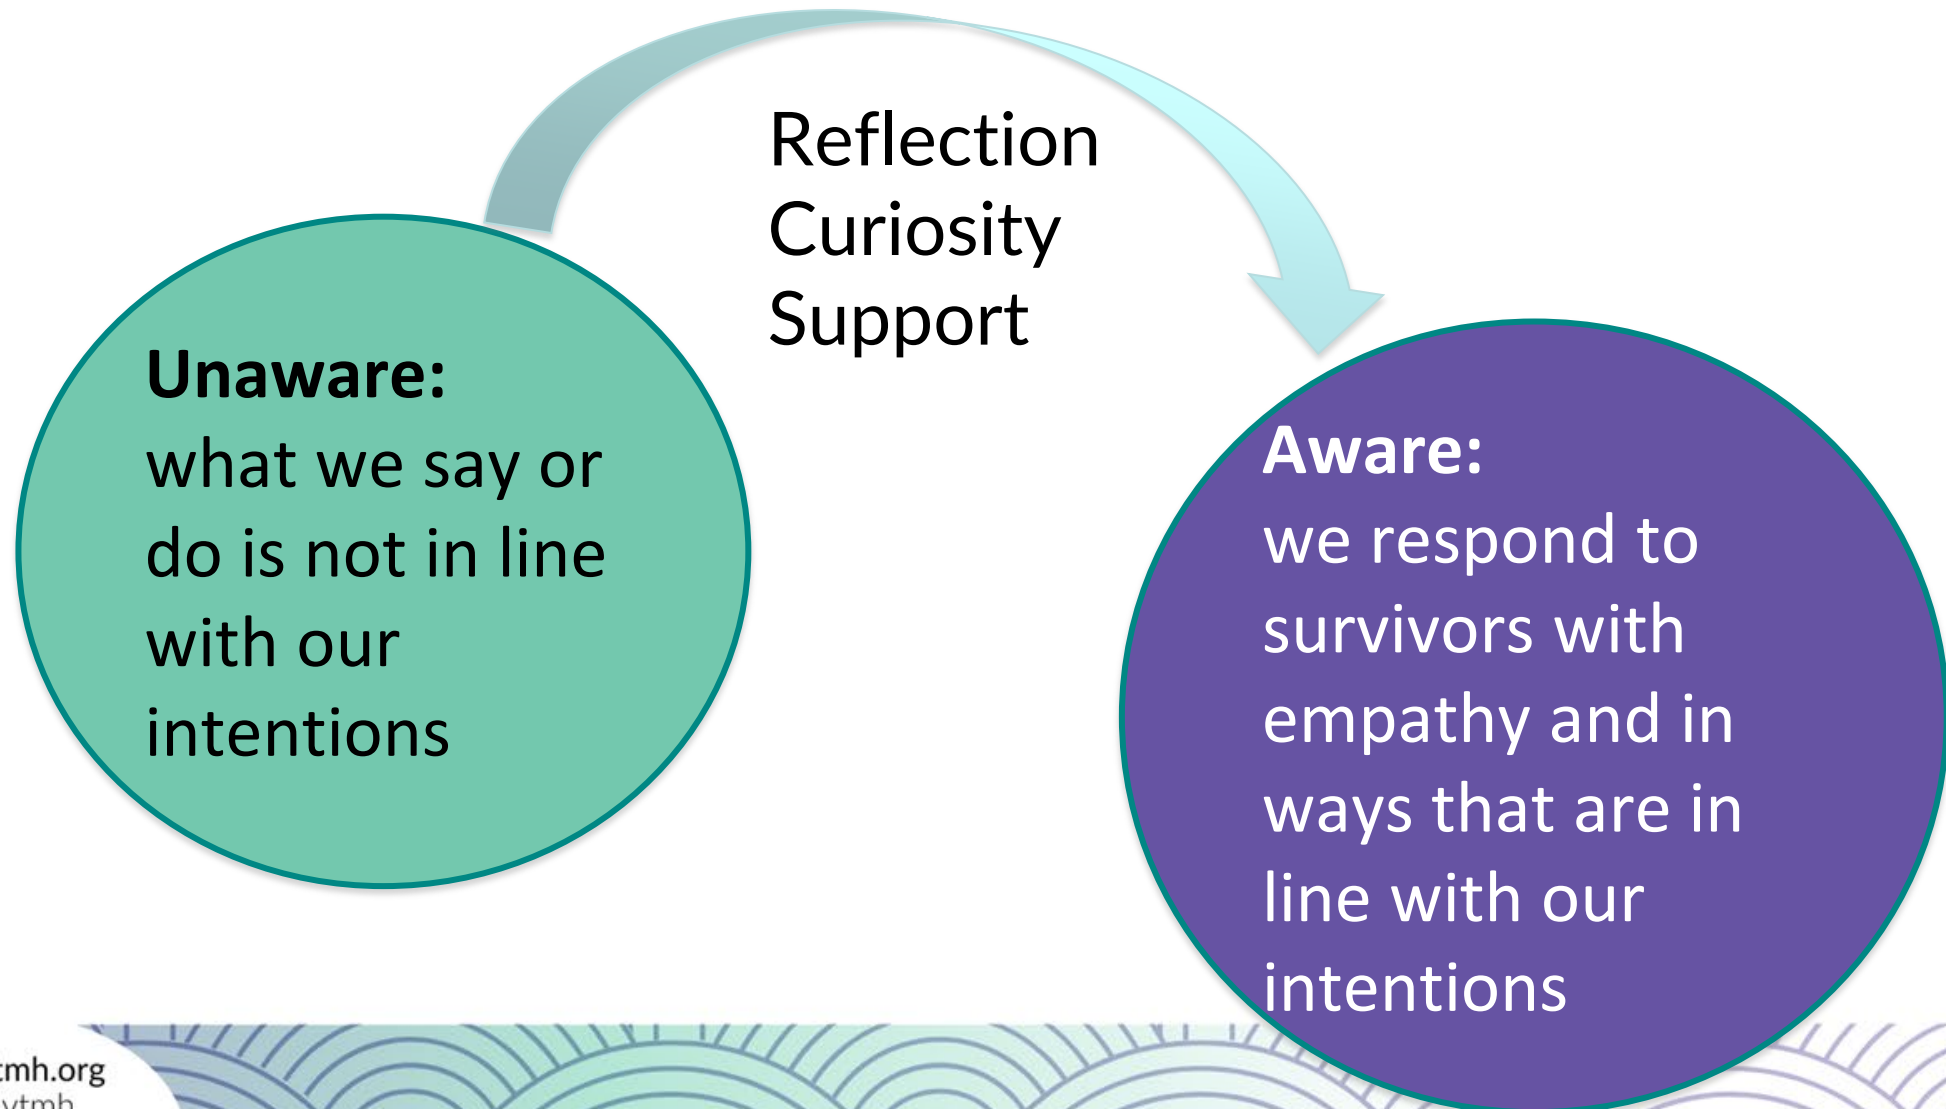 Reflection
Curiosity
Support
Unaware:
what we say or
do is not in line
with our
intentions
Aware:
we respond to
survivors with
empathy and in
ways that are in
line with our
intentions